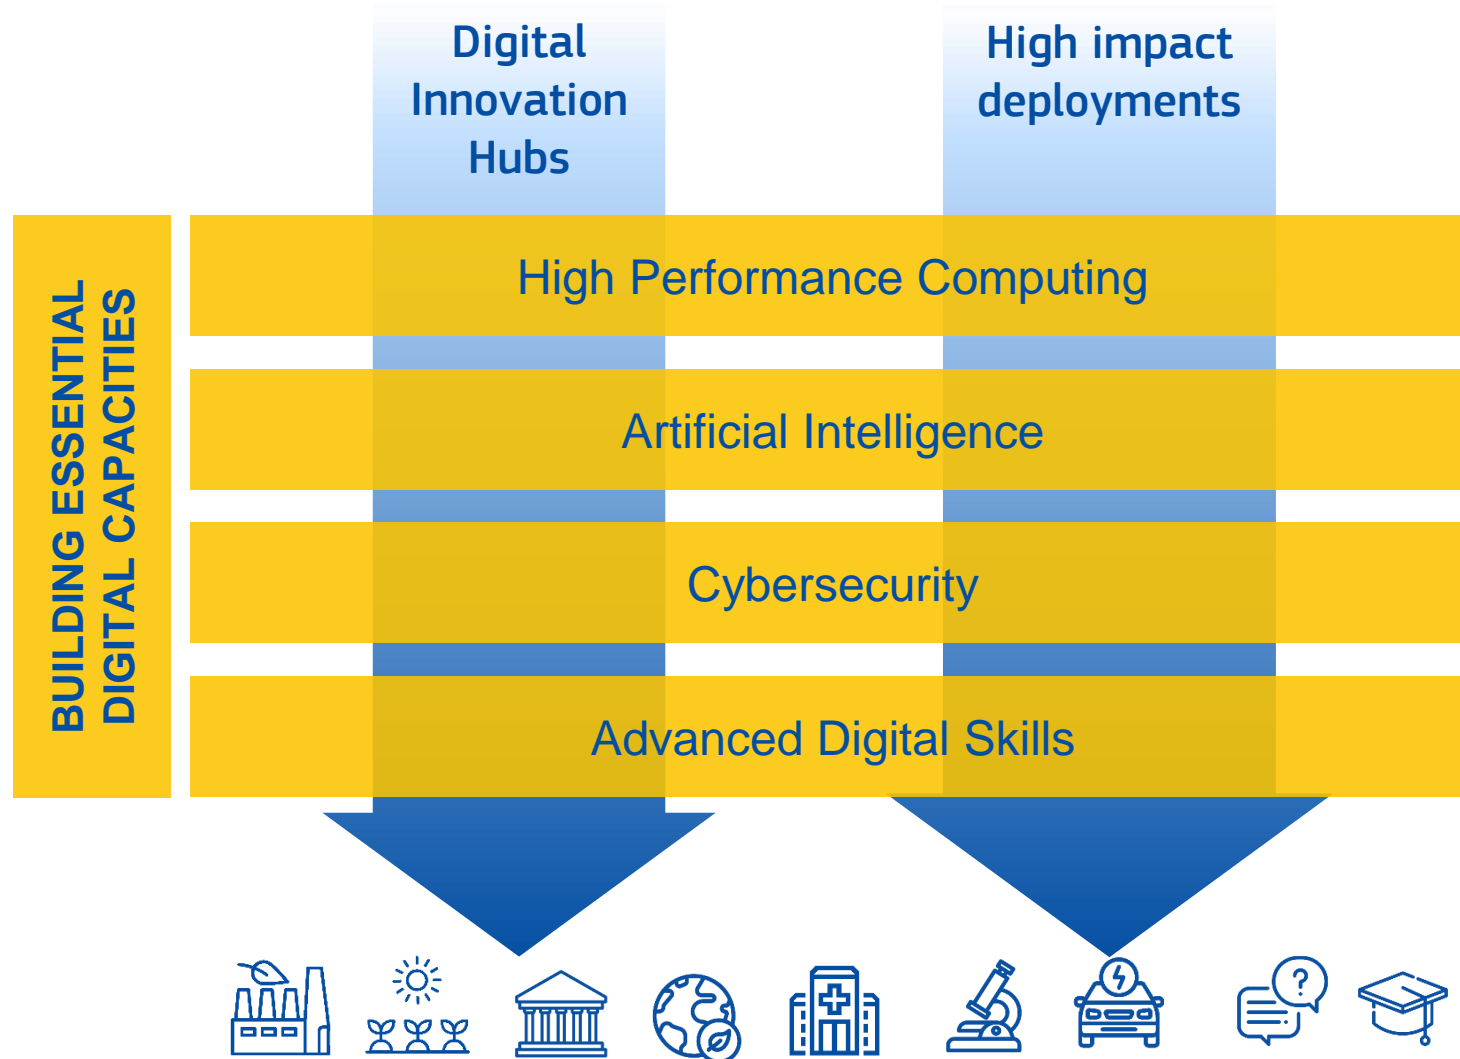 Digital
Innovation
Hubs
High impact
deployments
BUILDING ESSENTIAL
DIGITAL CAPACITIES
High Performance Computing
Artificial Intelligence
Cybersecurity
Advanced Digital Skills
?